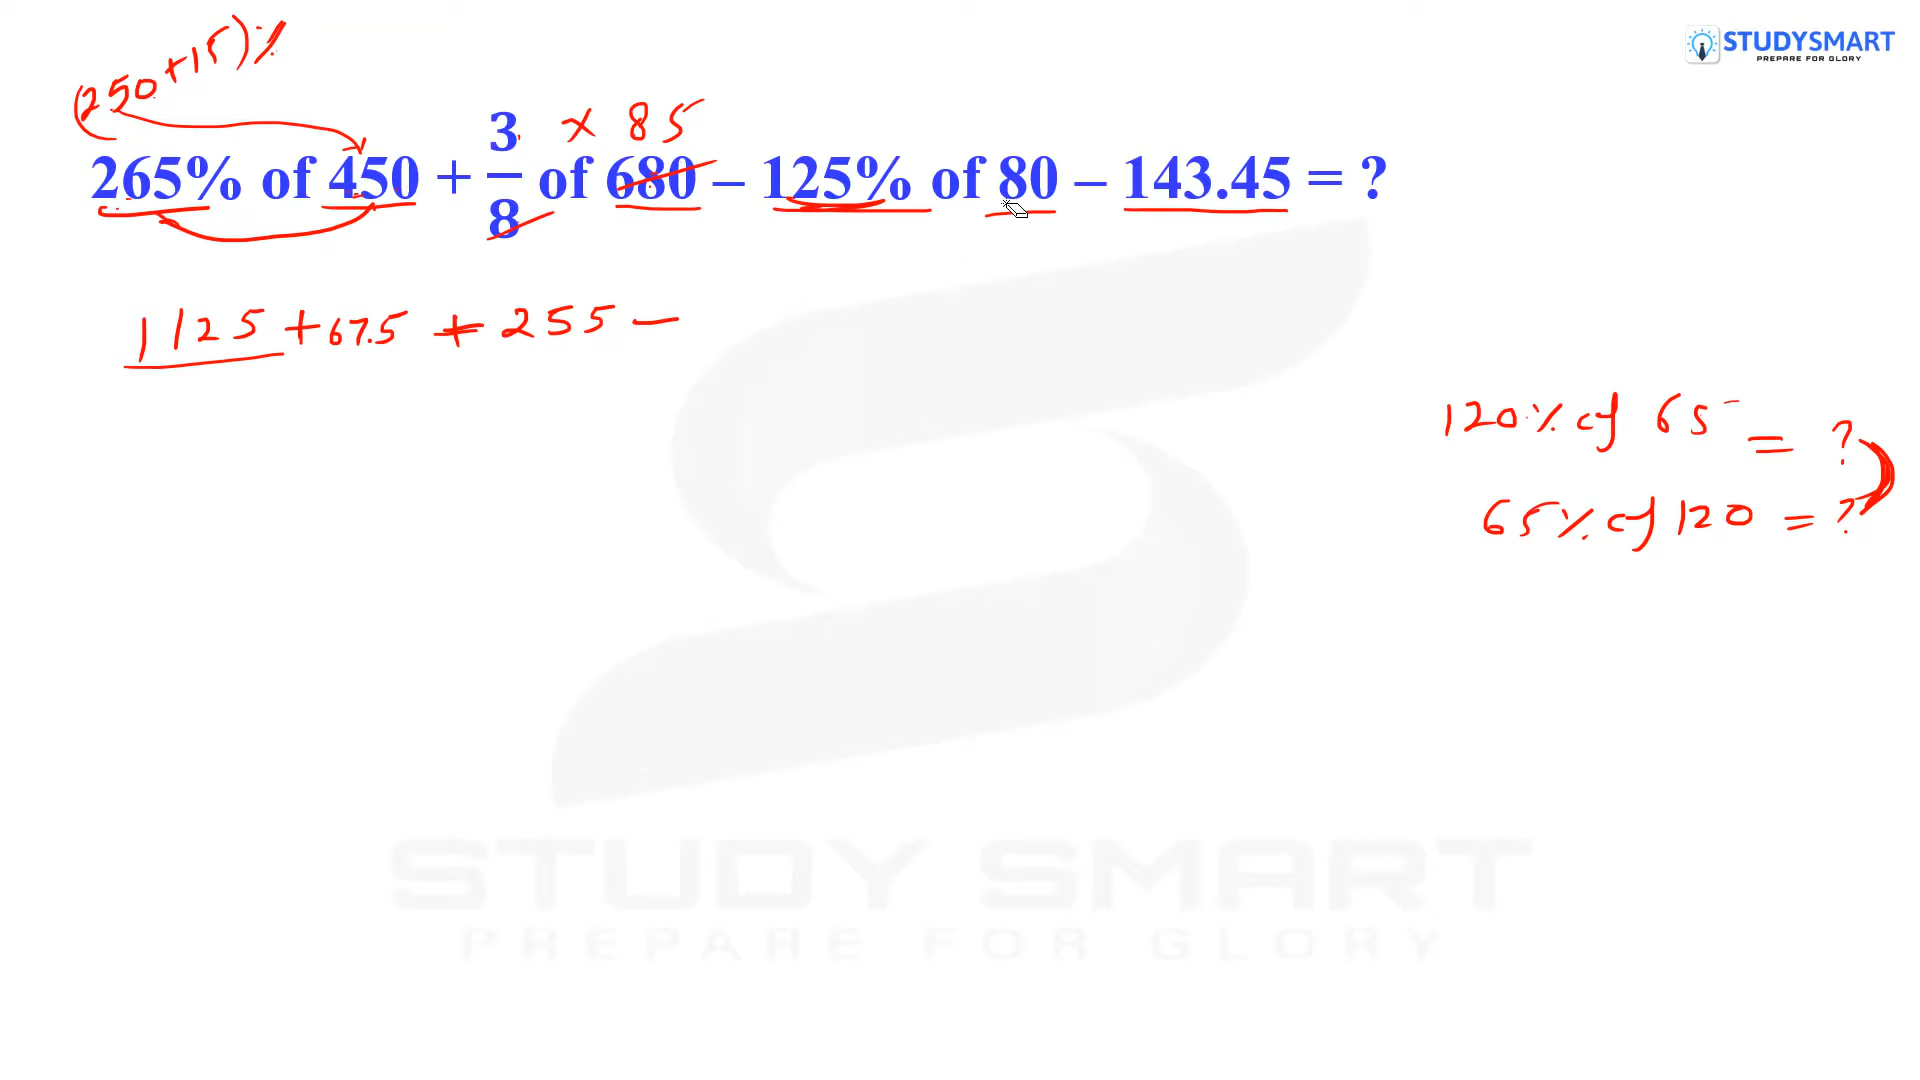 (250+15)%
STUDYSMART
PREPARE FOR GLORY
× 85
265% of 450 + 3/8 of 680 – 125% of 80 – 143.45 = ?
1125 + 67.5 + 255 –
120% of 65 = ?
65% of 120 = ?
STUDY SMART
PREPARE FOR GLORY